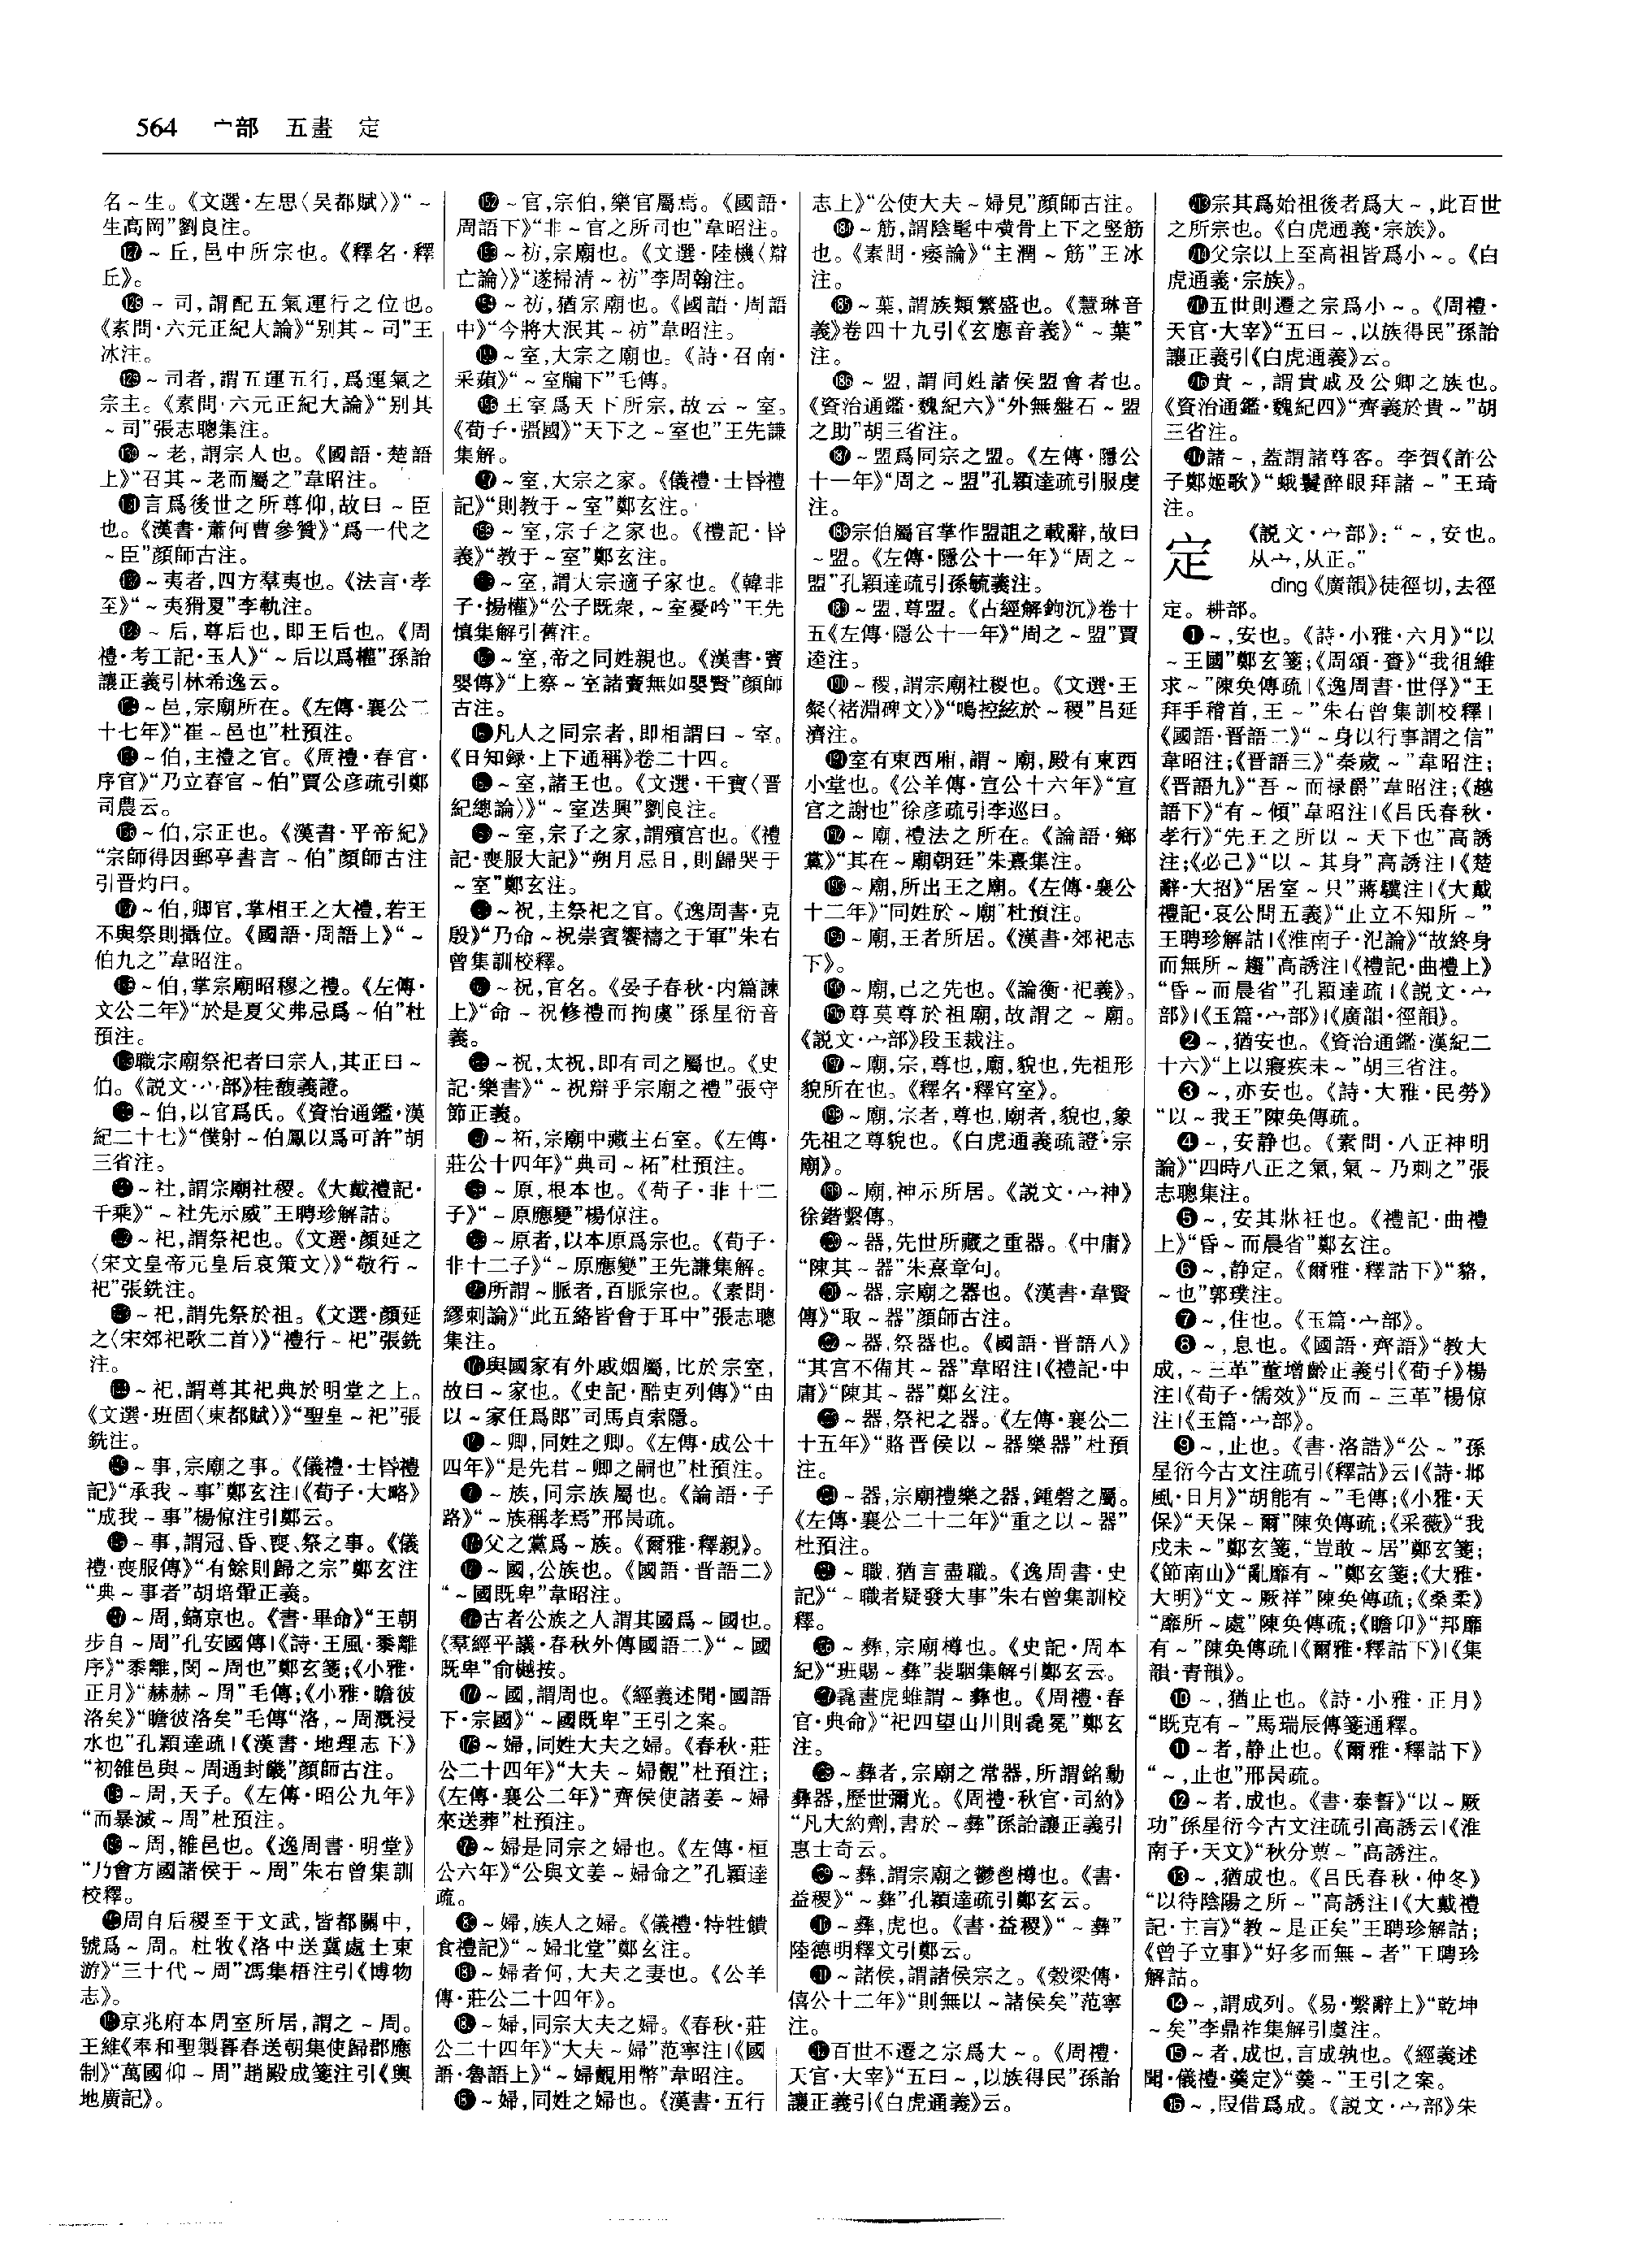 564 宀部 五畫 定
名～生。《文選·左思〈吴都賦〉》“～
生高岡”劉良注。
～丘,邑中所宗也。《釋名·釋
丘》。
～司,謂配五氣運行之位也。
《素問·六元正紀大論》“别其～司”王
冰注。
～司者,謂五運五行,爲運氣之
宗主。《素問·六元正紀大論》“别其
～司”張志聰集注。
～老,謂宗人也。《國語·楚語
上》“召其～老而屬之”韋昭注。
言爲後世之所尊仰,故曰～臣
也。《漢書·蕭何曹參贊》“爲一代之
～臣”顔師古注。
～夷者,四方羣夷也。《法言·孝
至》“～夷猾夏”李軌注。
～后,尊后也,即王后也。《周
禮·考工記·玉人》“～后以爲權”孫詒
讓正義引林希逸云。
～邑,宗廟所在。《左傳·襄公二
十七年》“崔～邑也”杜預注。
～伯,主禮之官。《周禮·春官·
序官》“乃立春官～伯”賈公彦疏引鄭
司農云。
～伯,宗正也。《漢書·平帝紀》
“宗師得因郵亭書言～伯”顔師古注
引晋灼曰。
～伯,卿官,掌相王之大禮,若王
不與祭則攝位。《國語·周語上》“～
伯九之”韋昭注。
～伯,掌宗廟昭穆之禮。《左傳·
文公二年》“於是夏父弗忌爲～伯”杜
預注。
職宗廟祭祀者曰宗人,其正曰～
伯。《説文·宀部》桂馥義證。
～伯,以官爲氏。《資治通鑑·漢
紀二十七》“僕射～伯鳳以爲可許”胡
三省注。
～社,謂宗廟社稷。《大戴禮記·
千乘》“～社先示威”王聘珍解詁。
～祀,謂祭祀也。《文選·顔延之
〈宋文皇帝元皇后哀策文〉》“敬行～
祀”張銑注。
～祀,謂先祭於祖。《文選·顔延
之〈宋郊祀歌二首〉》“禮行～祀”張銑
注。
～祀,謂尊其祀典於明堂之上。
《文選·班固〈東都賦〉》“聖皇～祀”張
銑注。
～事,宗廟之事。《儀禮·士昏禮
記》“承我～事”鄭玄注|《荀子·大略》
“成我～事”楊倞注引鄭云。
～事,謂冠、昏、喪、祭之事。《儀
禮·喪服傳》“有餘則歸之宗”鄭玄注
“典～事者”胡培翬正義。
～周,鎬京也。《書·畢命》“王朝
步自～周”孔安國傳|《詩·王風·黍離
序》“黍離,閔～周也”鄭玄箋;《小雅·
正月》“赫赫～周”毛傳;《小雅·瞻彼
洛矣》“瞻彼洛矣”毛傳“洛,～周溉浸
水也”孔穎達疏|《漢書·地理志下》
“初雒邑與～周通封畿”顔師古注。
～周,天子。《左傳·昭公九年》
“而暴滅～周”杜預注。
～周,雒邑也。《逸周書·明堂》
“乃會方國諸侯于～周”朱右曾集訓
校釋。
周自后稷至于文武,皆都關中,
號爲～周。杜牧《洛中送冀處士東
游》“三十代～周”馮集梧注引《博物
志》。
京兆府本周室所居,謂之～周。
王維《奉和聖製暮春送朝集使歸郡應
制》“萬國仰～周”趙殿成箋注引《輿
地廣記》。
～官,宗伯,樂官屬焉。《國語·
周語下》“非～官之所司也”韋昭注。
～祊,宗廟也。《文選·陸機〈辯
亡論〉》“遂掃清～祊”李周翰注。
～祊,猶宗廟也。《國語·周語
中》“今將大泯其～祊”韋昭注。
～室,大宗之廟也。《詩·召南·
采蘋》“～室牖下”毛傳。
王室爲天下所宗,故云～室。
《荀子·彊國》“天下之～室也”王先謙
集解。
～室,大宗之家。《儀禮·士昏禮
記》“則教于～室”鄭玄注。
～室,宗子之家也。《禮記·昏
義》“教于～室”鄭玄注。
～室,謂大宗適子家也。《韓非
子·揚權》“公子既衆,～室憂吟”王先
慎集解引舊注。
～室,帝之同姓親也。《漢書·竇
嬰傳》“上察～室諸竇無如嬰賢”顔師
古注。
凡人之同宗者,即相謂曰～室。
《日知録·上下通稱》卷二十四。
～室,諸王也。《文選·干寶〈晋
紀總論〉》“～室迭興”劉良注。
～室,宗子之家,謂殯宫也。《禮
記·喪服大記》“朔月忌日,則歸哭于
～室”鄭玄注。
～祝,主祭祀之官。《逸周書·克
殷》“乃命～祝崇賓饗禱之于軍”朱右
曾集訓校釋。
～祝,官名。《晏子春秋·内篇諫
上》“命～祝修禮而拘虞”孫星衍音
義。
～祝,太祝,即有司之屬也。《史
記·樂書》“～祝辯乎宗廟之禮”張守
節正義。
～祏,宗廟中藏主石室。《左傳·
莊公十四年》“典司～祏”杜預注。
～原,根本也。《荀子·非十二
子》“～原應變”楊倞注。
～原者,以本原爲宗也。《荀子·
非十二子》“～原應變”王先謙集解。
所謂～脈者,百脈宗也。《素問·
繆刺論》“此五絡皆會于耳中”張志聰
集注。
與國家有外戚姻屬,比於宗室,
故曰～家也。《史記·酷吏列傳》“由
以～家任爲郎”司馬貞索隱。
～卿,同姓之卿。《左傳·成公十
四年》“是先君～卿之嗣也”杜預注。
～族,同宗族屬也。《論語·子
路》“～族稱孝焉”邢昺疏。
父之黨爲～族。《爾雅·釋親》。
～國,公族也。《國語·晋語二》
“～國既卑”韋昭注。
古者公族之人謂其國爲～國也。
《羣經平議·春秋外傳國語二》“～國
既卑”俞樾按。
～國,謂周也。《經義述聞·國語
下·宗國》“～國既卑”王引之案。
～婦,同姓大夫之婦。《春秋·莊
公二十四年》“大夫～婦覿”杜預注;
《左傳·襄公二年》“齊侯使諸姜～婦
來送葬”杜預注。
～婦是同宗之婦也。《左傳·桓
公六年》“公與文姜～婦命之”孔穎達
疏。
～婦,族人之婦。《儀禮·特牲饋
食禮記》“～婦北堂”鄭玄注。
～婦者何,大夫之妻也。《公羊
傳·莊公二十四年》。
～婦,同宗大夫之婦。《春秋·莊
公二十四年》“大夫～婦”范寧注|《國
語·魯語上》“～婦覿用幣”韋昭注。
～婦,同姓之婦也。《漢書·五行
志上》“公使大夫～婦見”顔師古注。
～筋,謂陰髦中横骨上下之竪筋
也。《素問·痿論》“主潤～筋”王冰
注。
～葉,謂族類繁盛也。《慧琳音
義》卷四十九引《玄應音義》“～葉”
注。
～盟,謂同姓諸侯盟會者也。
《資治通鑑·魏紀六》“外無盤石～盟
之助”胡三省注。
～盟爲同宗之盟。《左傳·隱公
十一年》“周之～盟”孔穎達疏引服虔
注。
宗伯屬官掌作盟詛之載辭,故曰
～盟。《左傳·隱公十一年》“周之～
盟”孔穎達疏引孫毓義注。
～盟,尊盟。《古經解鉤沉》卷十
五《左傳·隱公十一年》“周之～盟”賈
逵注。
～稷,謂宗廟社稷也。《文選·王
粲〈褚淵碑文〉》“鳴控絃於～稷”吕延
濟注。
室有東西厢,謂～廟,殿有東西
小堂也。《公羊傳·宣公十六年》“宣
宫之謝也”徐彦疏引李巡曰。
～廟,禮法之所在。《論語·鄉
黨》“其在～廟朝廷”朱熹集注。
～廟,所出王之廟。《左傳·襄公
十二年》“同姓於～廟”杜預注。
～廟,王者所居。《漢書·郊祀志
下》。
～廟,己之先也。《論衡·祀義》。
尊莫尊於祖廟,故謂之～廟。
《説文·宀部》段玉裁注。
～廟,宗,尊也,廟,貌也,先祖形
貌所在也。《釋名·釋宫室》。
～廟,宗者,尊也,廟者,貌也,象
先祖之尊貌也。《白虎通義疏證·宗
廟》。
～廟,神示所居。《説文·宀神》
徐鍇繫傳。
～器,先世所藏之重器。《中庸》
“陳其～器”朱熹章句。
～器,宗廟之器也。《漢書·韋賢
傳》“取～器”顔師古注。
～器,祭器也。《國語·晋語八》
“其宫不備其～器”韋昭注|《禮記·中
庸》“陳其～器”鄭玄注。
～器,祭祀之器。《左傳·襄公二
十五年》“賂晋侯以～器樂器”杜預
注。
～器,宗廟禮樂之器,鍾磬之屬。
《左傳·襄公二十二年》“重之以～器”
杜預注。
～職,猶言盡職。《逸周書·史
記》“～職者疑發大事”朱右曾集訓校
釋。
～彝,宗廟樽也。《史記·周本
紀》“班賜～彝”裴駰集解引鄭玄云。
毳畫虎蜼謂～彝也。《周禮·春
官·典命》“祀四望山川則毳冕”鄭玄
注。
～彝者,宗廟之常器,所謂銘勳
彝器,歷世彌光。《周禮·秋官·司約》
“凡大約劑,書於～彝”孫詒讓正義引
惠士奇云。
～彝,謂宗廟之鬱鬯樽也。《書·
益稷》“～彝”孔穎達疏引鄭玄云。
～彝,虎也。《書·益稷》“～彝”
陸德明釋文引鄭云。
～諸侯,謂諸侯宗之。《穀梁傳·
僖公十二年》“則無以～諸侯矣”范寧
注。
百世不遷之宗爲大～。《周禮·
天官·大宰》“五曰～,以族得民”孫詒
讓正義引《白虎通義》云。
宗其爲始祖後者爲大～,此百世
之所宗也。《白虎通義·宗族》。
父宗以上至高祖皆爲小～。《白
虎通義·宗族》。
五世則遷之宗爲小～。《周禮·
天官·大宰》“五曰～,以族得民”孫詒
讓正義引《白虎通義》云。
貴～,謂貴戚及公卿之族也。
《資治通鑑·魏紀四》“齊義於貴～”胡
三省注。
諸～,蓋謂諸尊客。李賀《許公
子鄭姬歌》“蛾鬟醉眼拜諸～”王琦
注。
定
《説文·宀部》:“～,安也。
从宀,从正。”
dìng《廣韻》徒徑切,去徑
定。耕部。
❶～,安也。《詩·小雅·六月》“以
～王國”鄭玄箋;《周頌·賚》“我徂維
求～”陳奂傳疏|《逸周書·世俘》“王
拜手稽首,王～”朱右曾集訓校釋|
《國語·晋語二》“～身以行事謂之信”
韋昭注;《晋語三》“秦歲～”韋昭注;
《晋語九》“吾～而禄爵”韋昭注;《越
語下》“有～傾”韋昭注|《吕氏春秋·
孝行》“先王之所以～天下也”高誘
注;《必己》“以～其身”高誘注|《楚
辭·大招》“居室～只”蔣驥注|《大戴
禮記·哀公問五義》“止立不知所～”
王聘珍解詁|《淮南子·氾論》“故終身
而無所～趨”高誘注|《禮記·曲禮上》
“昏～而晨省”孔穎達疏|《説文·宀
部》|《玉篇·宀部》|《廣韻·徑韻》。
❷～,猶安也。《資治通鑑·漢紀二
十六》“上以寢疾未～”胡三省注。
❸～,亦安也。《詩·大雅·民勞》
“以～我王”陳奂傳疏。
❹～,安静也。《素問·八正神明
論》“四時八正之氣,氣～乃刺之”張
志聰集注。
❺～,安其牀衽也。《禮記·曲禮
上》“昏～而晨省”鄭玄注。
❻～,静定。《爾雅·釋詁下》“貉,
～也”郭璞注。
❼～,住也。《玉篇·宀部》。
❽～,息也。《國語·齊語》“教大
成,～三革”董增齡正義引《荀子》楊
注|《荀子·儒效》“反而～三革”楊倞
注|《玉篇·宀部》。
❾～,止也。《書·洛誥》“公～”孫
星衍今古文注疏引《釋詁》云|《詩·邶
風·日月》“胡能有～”毛傳;《小雅·天
保》“天保～爾”陳奂傳疏;《采薇》“我
戍未～”鄭玄箋,“豈敢～居”鄭玄箋;
《節南山》“亂靡有～”鄭玄箋;《大雅·
大明》“文～厥祥”陳奂傳疏;《桑柔》
“靡所～處”陳奂傳疏;《瞻卬》“邦靡
有～”陳奂傳疏|《爾雅·釋詁下》|《集
韻·青韻》。
❿～,猶止也。《詩·小雅·正月》
“既克有～”馬瑞辰傳箋通釋。
⓫～者,静止也。《爾雅·釋詁下》
“～,止也”邢昺疏。
⓬～者,成也。《書·泰誓》“以～厥
功”孫星衍今古文注疏引高誘云|《淮
南子·天文》“秋分蔈～”高誘注。
⓭～,猶成也。《吕氏春秋·仲冬》
“以待陰陽之所～”高誘注|《大戴禮
記·主言》“教～是正矣”王聘珍解詁;
《曾子立事》“好多而無～者”王聘珍
解詁。
⓮～,謂成列。《易·繫辭上》“乾坤
～矣”李鼎祚集解引虞注。
⓯～者,成也,言成孰也。《經義述
聞·儀禮·羹定》“羹～”王引之案。
⓰～,叚借爲成。《説文·宀部》朱